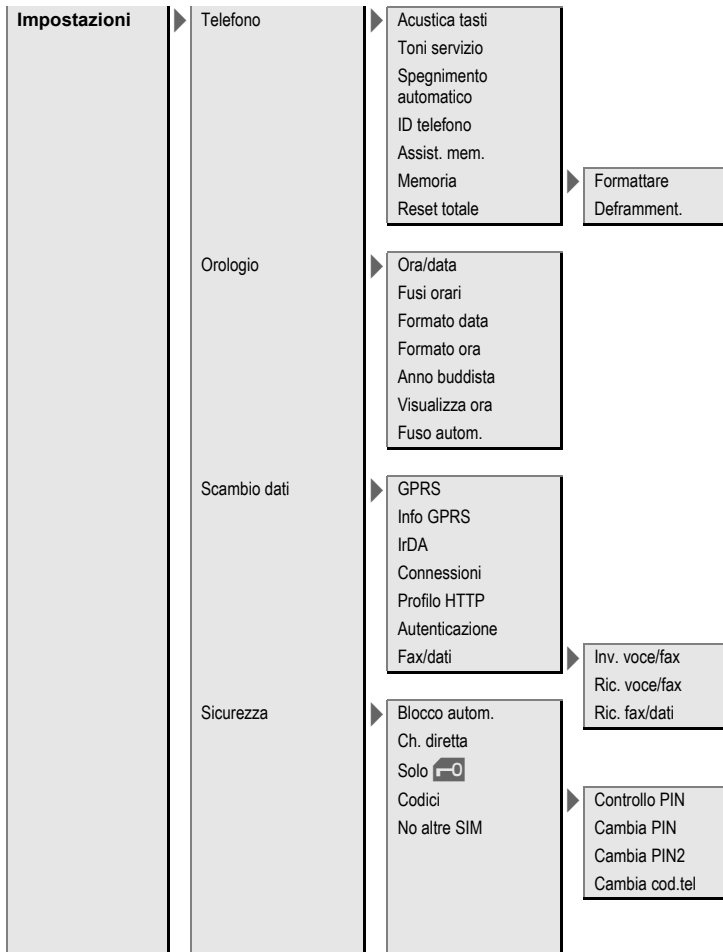 Impostazioni
Telefono
Acustica tasti
Toni servizio
Spegnimento
automatico
ID telefono
Assist. mem.
Memoria
Formattare
Reset totale
Deframment.
Orologio
Ora/data
Fusi orari
Formato data
Formato ora
Anno buddista
Visualizza ora
Fuso autom.
Scambio dati
GPRS
Info GPRS
IrDA
Connessioni
Profilo HTTP
Autenticazione
Fax/dati
Inv. voce/fax
Ric. voce/fax
Ric. fax/dati
Sicurezza
Blocco autom.
Ch. diretta
Solo
Codici
No altre SIM
Controllo PIN
Cambia PIN
Cambia PIN2
Cambia cod.tel